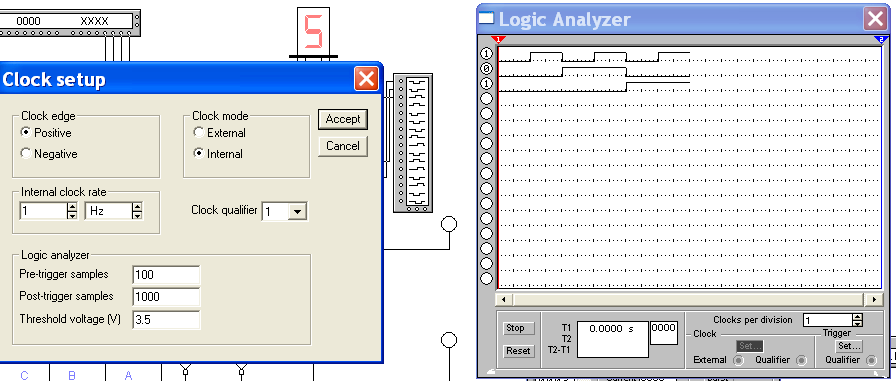 0000 XXXX
5
Clock setup
Clock edge
Positive
Negative
Clock mode
External
Internal
Accept
Cancel
Internal clock rate
1 Hz
Clock qualifier 1
Logic analyzer
Pre-trigger samples 100
Post-trigger samples 1000
Threshold voltage (V) 3.5
C B A
Logic Analyzer
1 2
1
0
1
Stop
Reset
T1 0.0000 s 0000
T2
T2-T1
Clocks per division 1
Clock
Set...
External Qualifier
Trigger
Set...
Qualifier